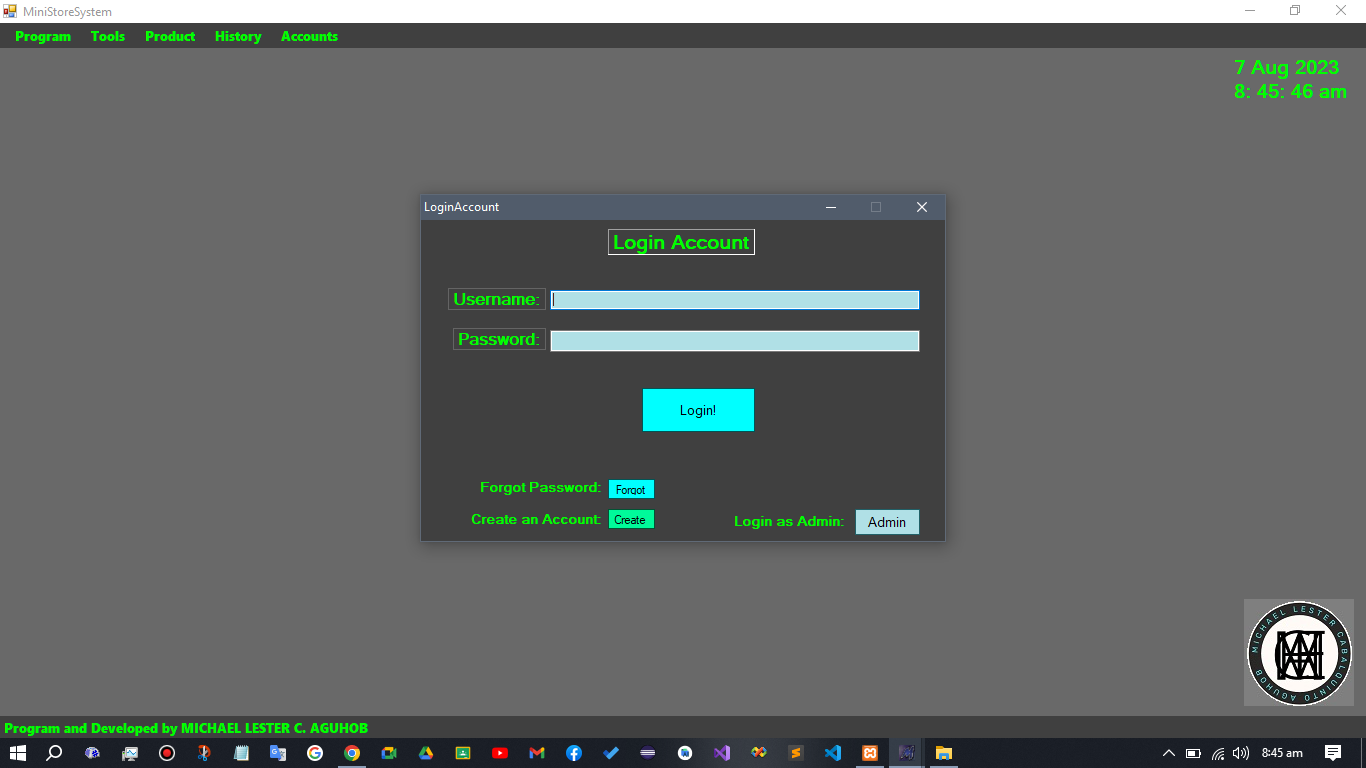 MiniStoreSystem
Program Tools Product History Accounts
7 Aug 2023
8: 45: 46 am
LoginAccount
Login Account
Username:
Password:
Login!
Forgot Password: Forgot
Create an Account: Create
Login as Admin: Admin
MICHAEL LESTER CABALQUINTO AGUHOB
Program and Developed by MICHAEL LESTER C. AGUHOB
8:45 am